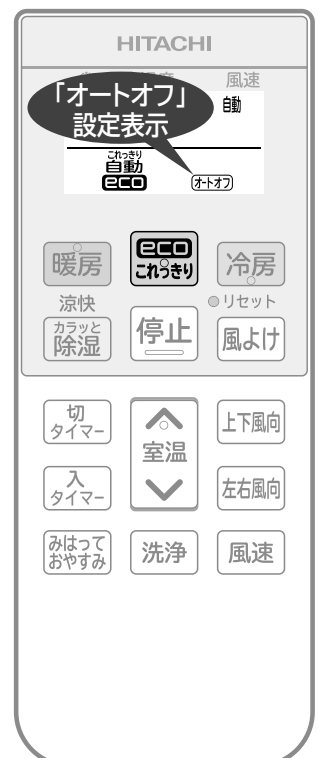 HITACHI
風速
「オートオフ」
設定表示
自動
これっきり
自動
eco
オートオフ
暖房
eco
これっきり
冷房
涼快
リセット
カラッと
除湿
停止
風よけ
切
タイマー
室温
上下風向
入
タイマー
左右風向
みはって
おやすみ
洗浄
風速